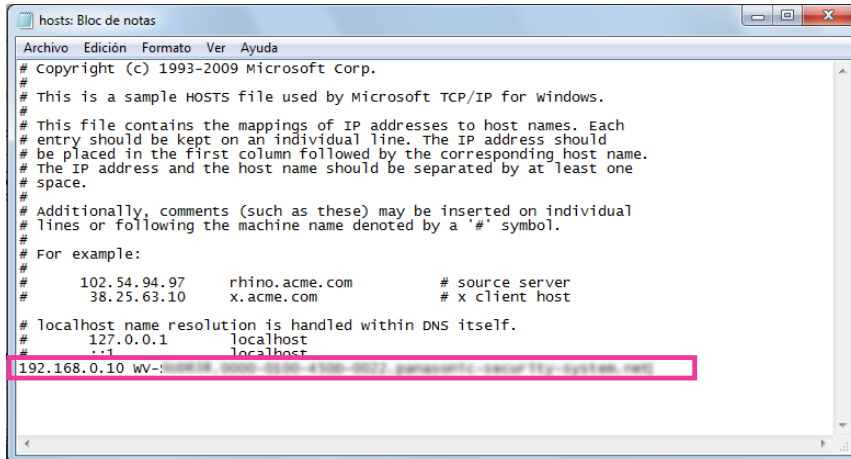 hosts: Bloc de notas
Archivo Edición Formato Ver Ayuda
# Copyright (c) 1993-2009 Microsoft Corp.
#
# This is a sample HOSTS file used by Microsoft TCP/IP for Windows.
#
# This file contains the mappings of IP addresses to host names. Each
# entry should be kept on an individual line. The IP address should
# be placed in the first column followed by the corresponding host name.
# The IP address and the host name should be separated by at least one
# space.
#
# Additionally, comments (such as these) may be inserted on individual
# lines or following the machine name denoted by a '#' symbol.
#
# For example:
#
# 102.54.94.97 rhino.acme.com # source server
# 38.25.63.10 x.acme.com # x client host
# localhost name resolution is handled within DNS itself.
# 127.0.0.1 localhost
# ::1 localhost
192.168.0.10 WV-